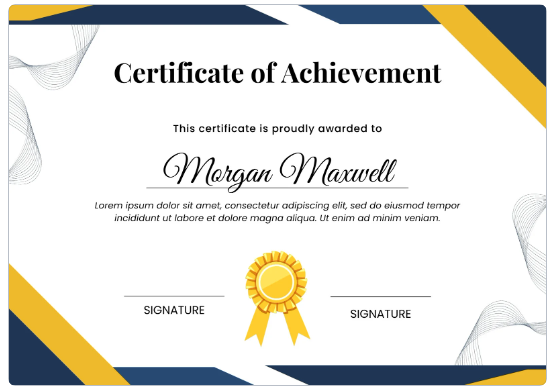 Certificate of Achievement
This certificate is proudly awarded to
Morgan Maxwell
Lorem ipsum dolor sit amet, consectetur adipiscing elit, sed do eiusmod tempor
incididunt ut labore et dolore magna aliqua. Ut enim ad minim veniam.
SIGNATURE
SIGNATURE